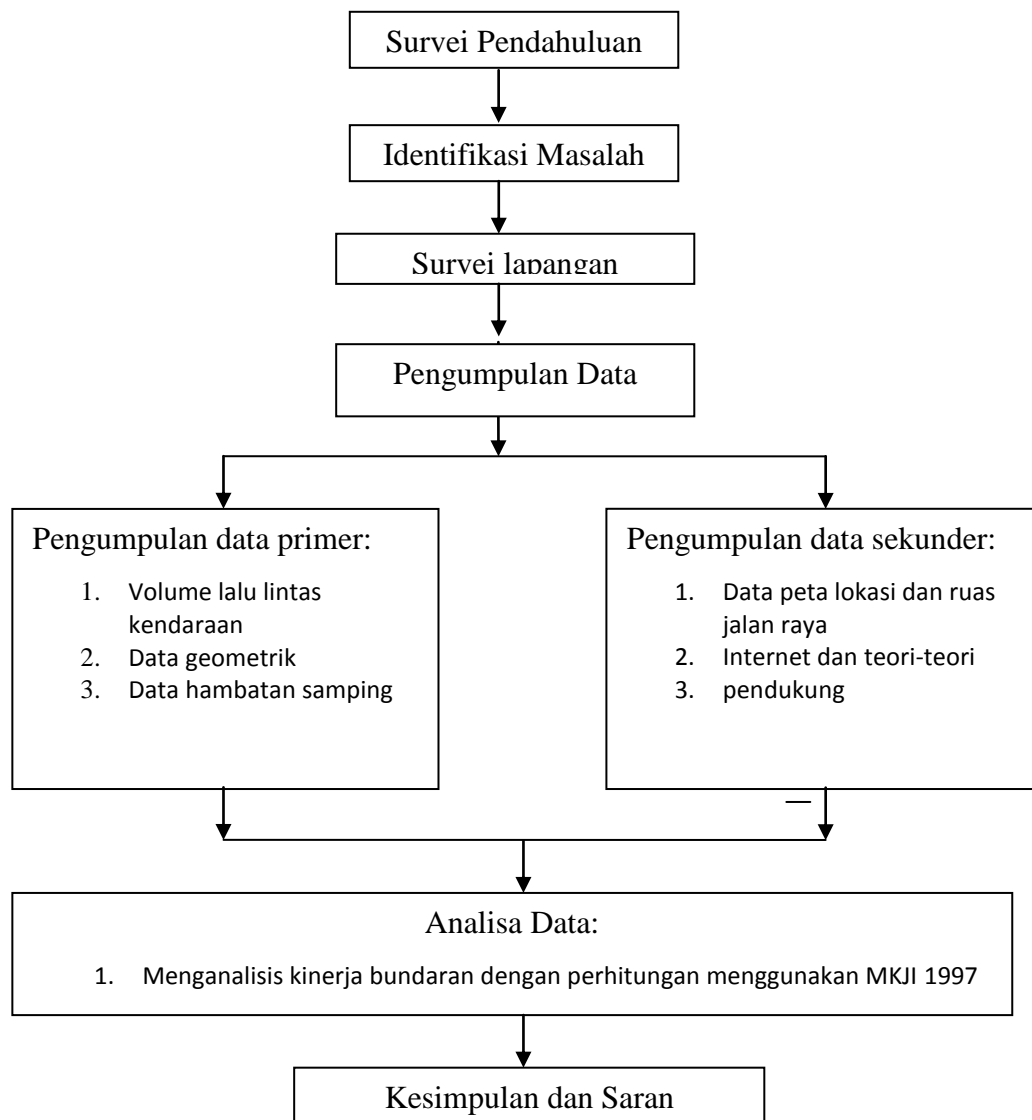 Survei Pendahuluan
Identifikasi Masalah
Survei lapangan
Pengumpulan Data
Pengumpulan data primer:
1. Volume lalu lintas
kendaraan
2. Data geometrik
3. Data hambatan samping
Pengumpulan data sekunder:
1. Data peta lokasi dan ruas
jalan raya
2. Internet dan teori-teori
3. pendukung
Analisa Data:
1. Menganalisis kinerja bundaran dengan perhitungan menggunakan MKJI 1997
Kesimpulan dan Saran